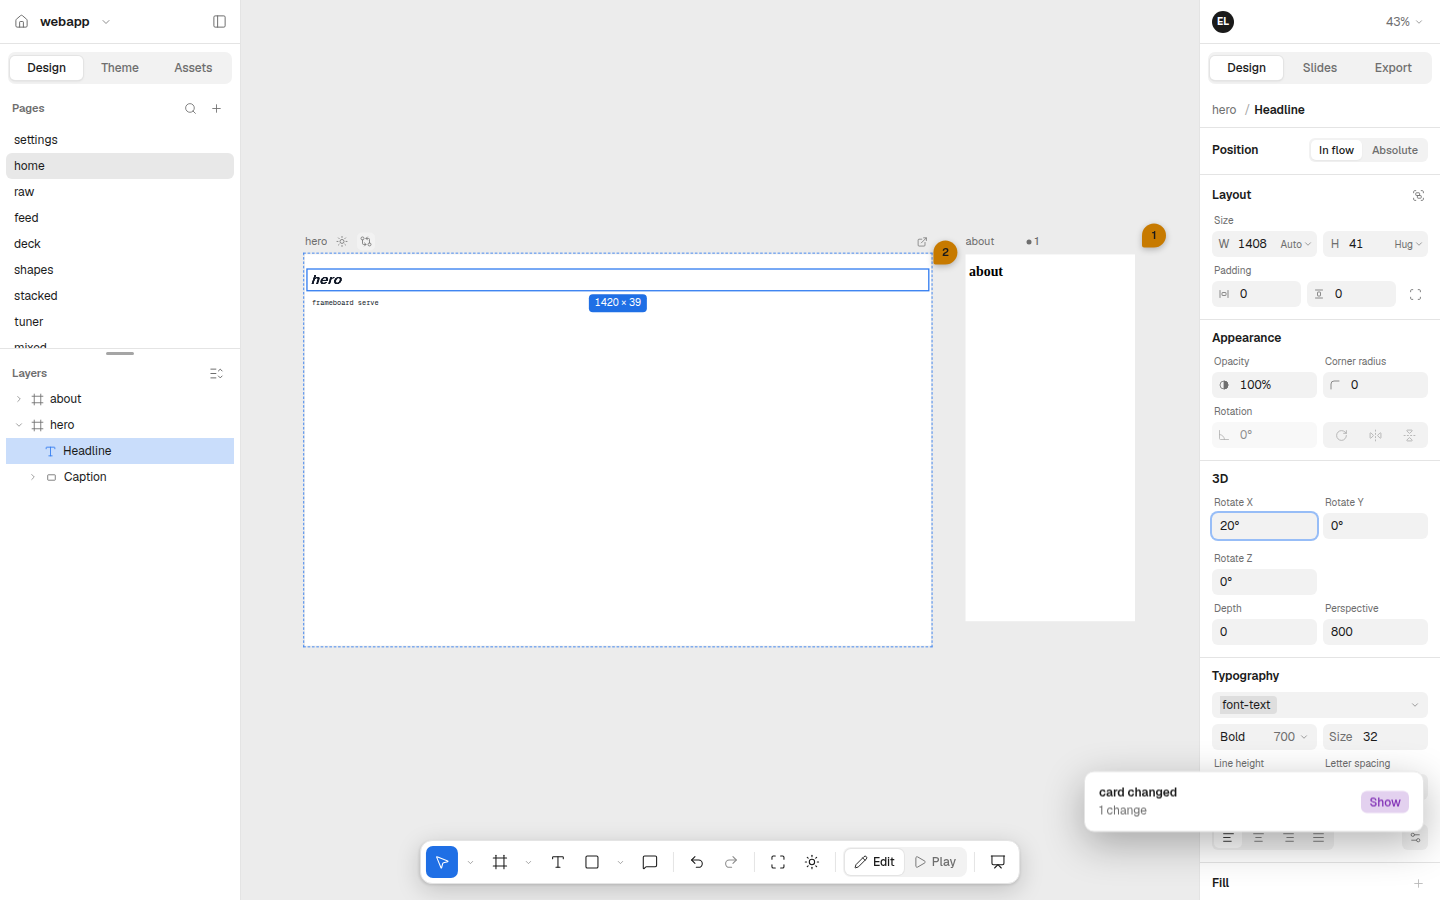 webapp
Design
Theme
Assets
Pages
settings
home
raw
feed
deck
shapes
stacked
tuner
mixed
Layers
about
hero
Headline
Caption
hero
2
hero
frameboard serve
1420 × 39
about
1
1
about
Edit
Play
EL
43%
Design
Slides
Export
hero / Headline
Position
In flow
Absolute
Layout
Size
W 1408 Auto
H 41 Hug
Padding
0
0
Appearance
Opacity
Corner radius
100%
0
Rotation
0°
3D
Rotate X
Rotate Y
20°
0°
Rotate Z
0°
Depth
Perspective
0
800
Typography
font-text
Bold 700
Size 32
Line height
Letter spacing
card changed
1 change
Show
Fill